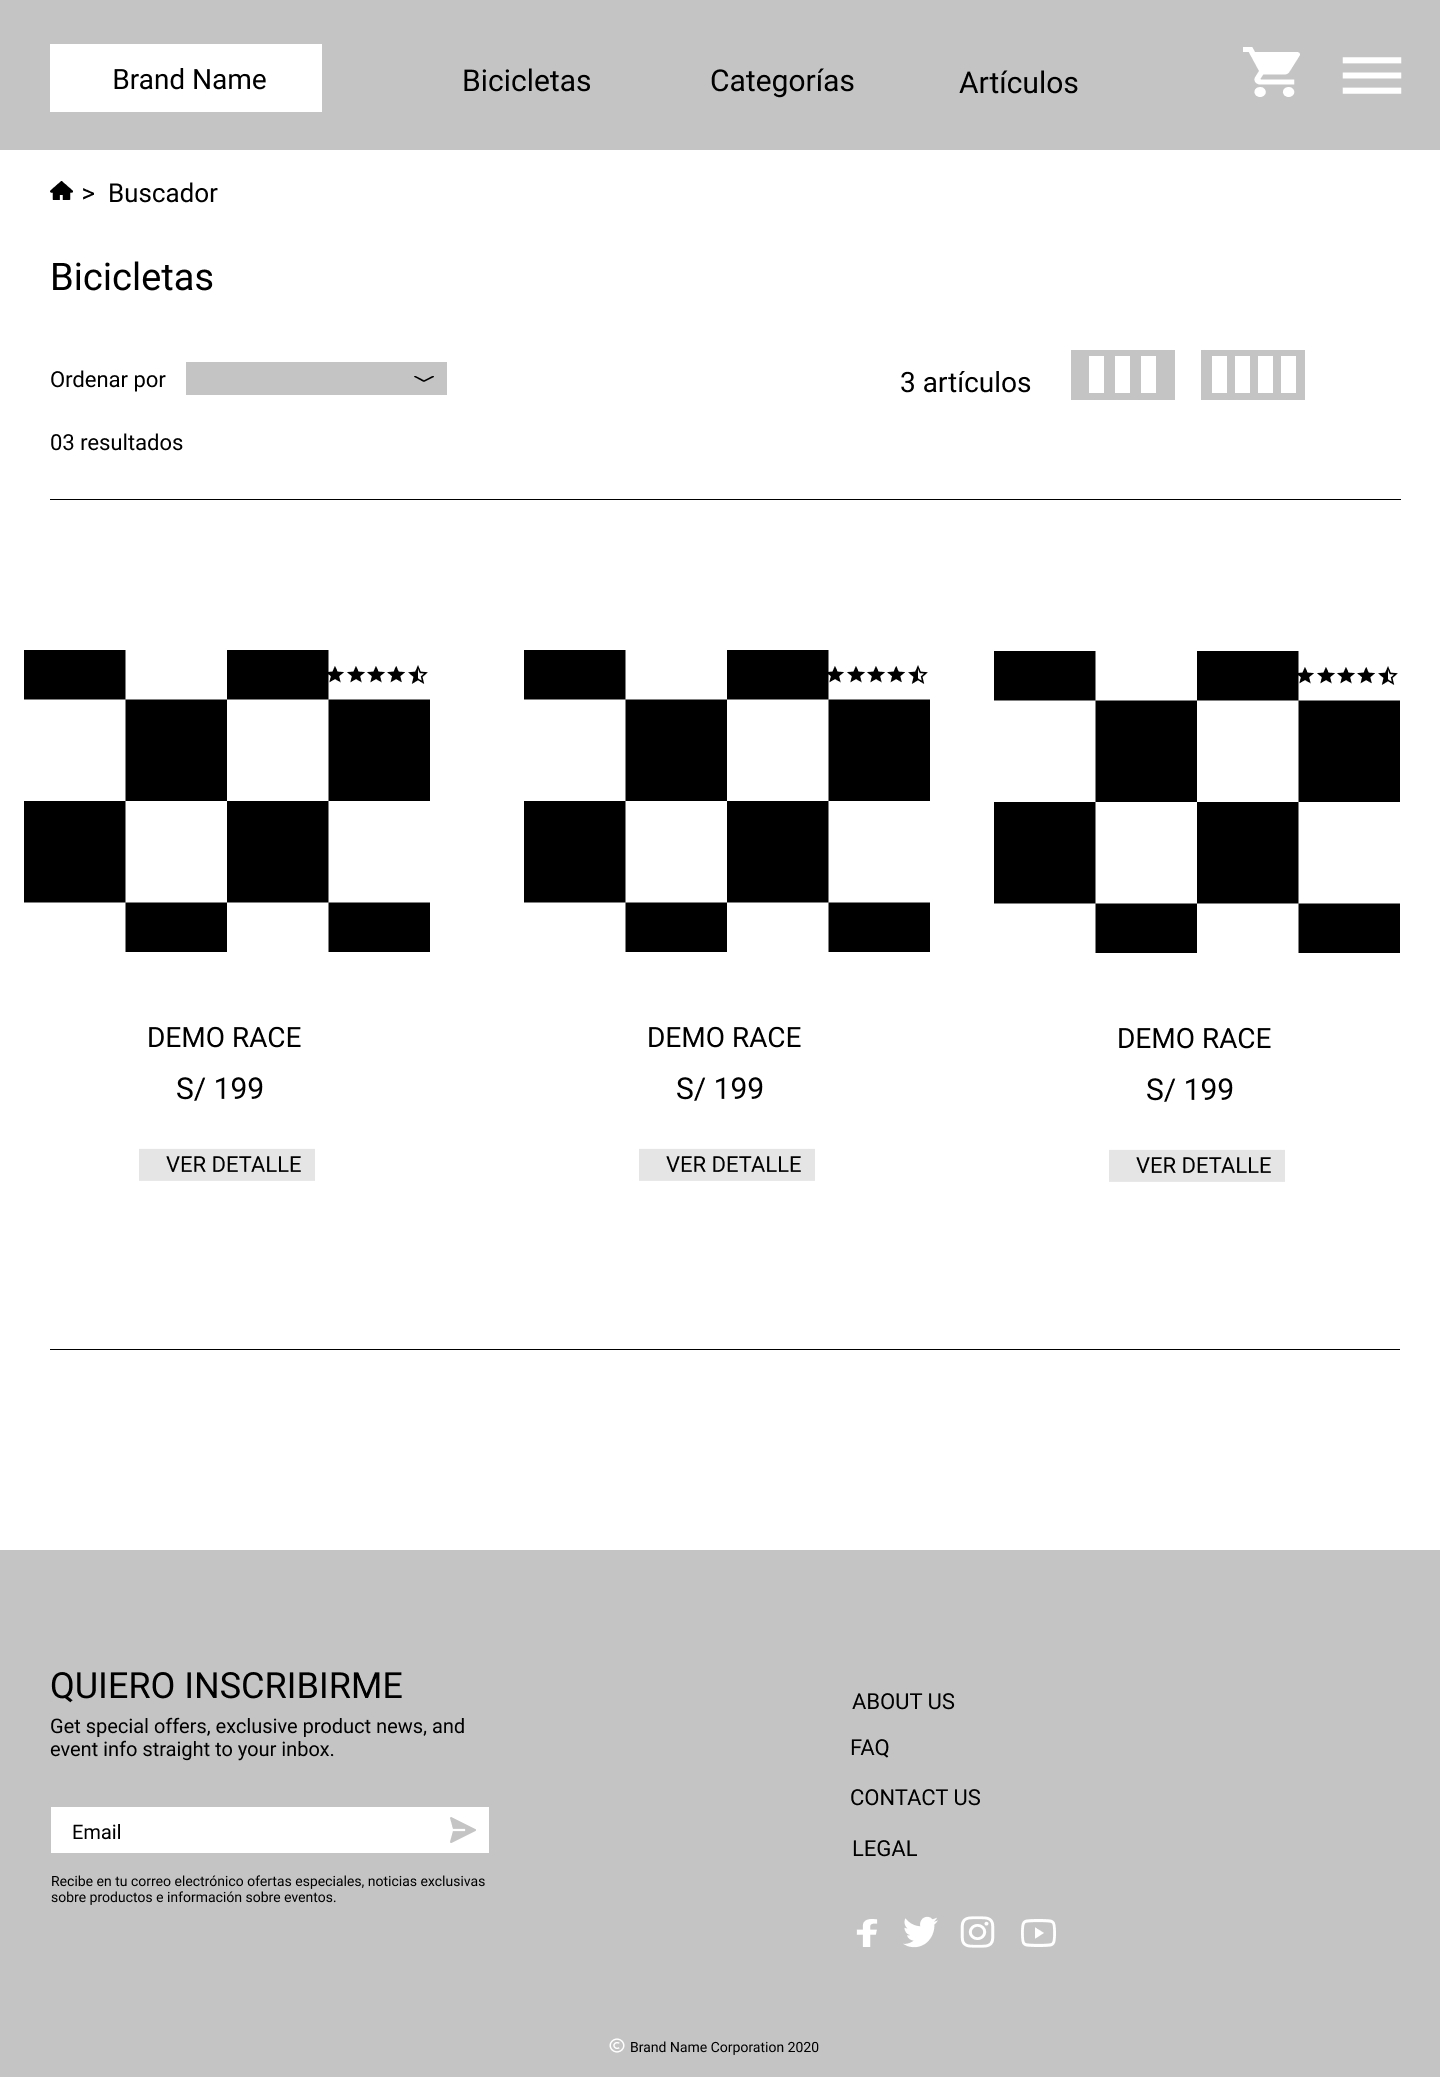 Brand Name
Bicicletas
Categorías
Artículos
> Buscador
Bicicletas
Ordenar por
3 artículos
03 resultados
DEMO RACE
S/ 199
VER DETALLE
DEMO RACE
S/ 199
VER DETALLE
DEMO RACE
S/ 199
VER DETALLE
QUIERO INSCRIBIRME
Get special offers, exclusive product news, and
event info straight to your inbox.
Email
Recibe en tu correo electrónico ofertas especiales, noticias exclusivas
sobre productos e información sobre eventos.
ABOUT US
FAQ
CONTACT US
LEGAL
© Brand Name Corporation 2020